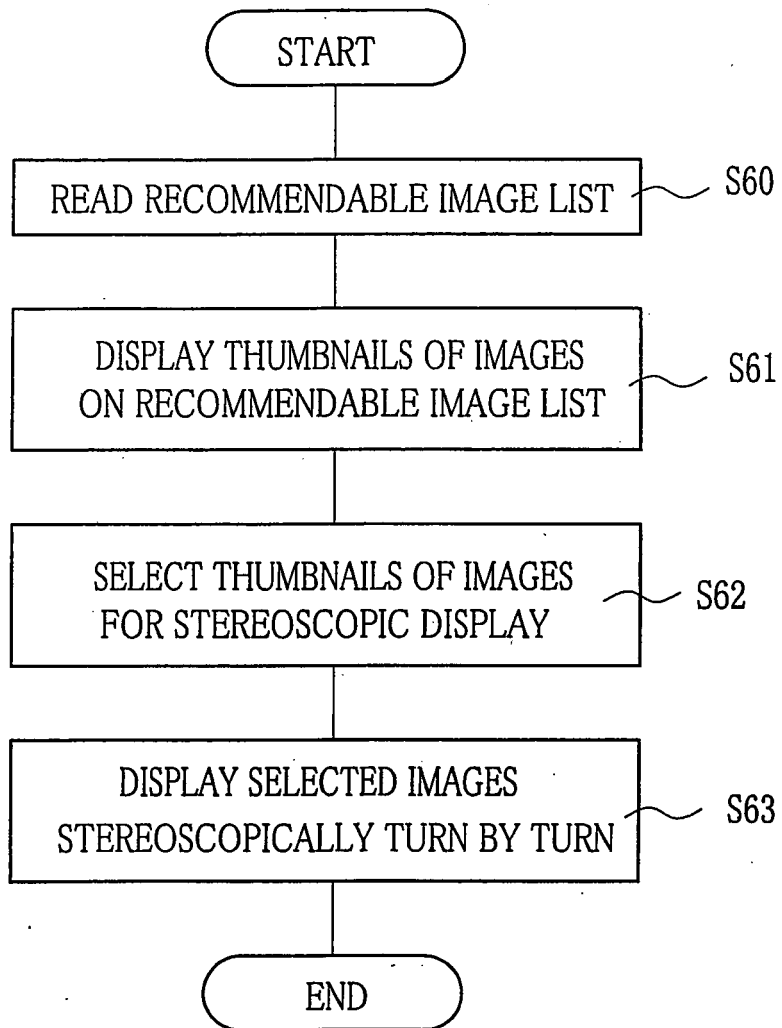 START
READ RECOMMENDABLE IMAGE LIST
S60
DISPLAY THUMBNAILS OF IMAGES
ON RECOMMENDABLE IMAGE LIST
S61
SELECT THUMBNAILS OF IMAGES
FOR STEREOSCOPIC DISPLAY
S62
DISPLAY SELECTED IMAGES
STEREOSCOPICALLY TURN BY TURN
S63
END